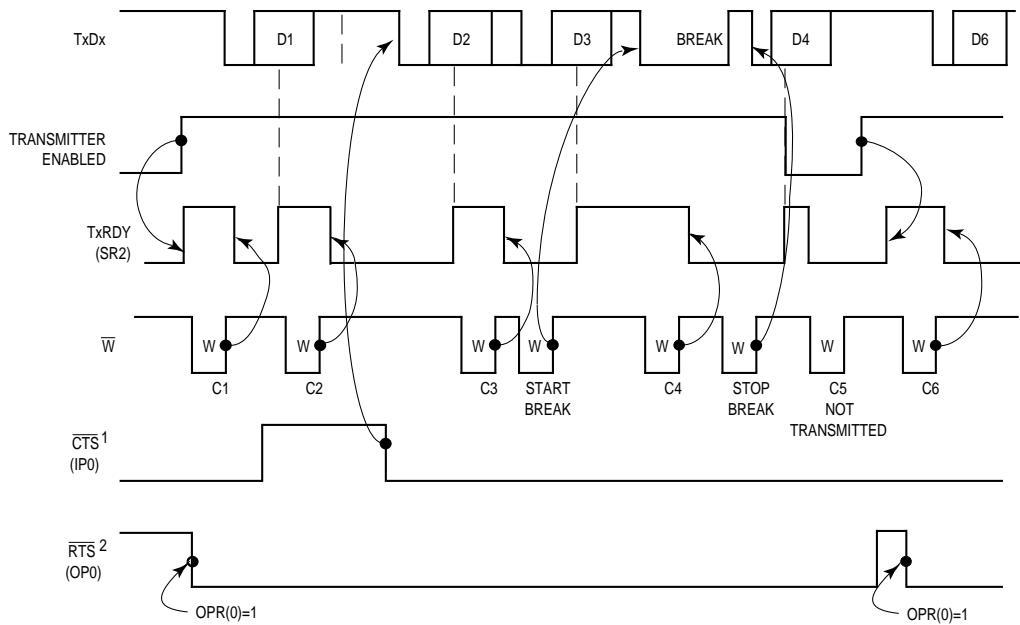 TxDx
D1
D2
D3
BREAK
D4
D6
TRANSMITTER
ENABLED
TxRDY
(SR2)
W
W
W
W
W
W
W
W
W
C1
C2
C3
START
BREAK
C4
STOP
BREAK
C5
NOT
TRANSMITTED
C6
CTS 1
(IP0)
RTS 2
(OP0)
OPR(0)=1
OPR(0)=1